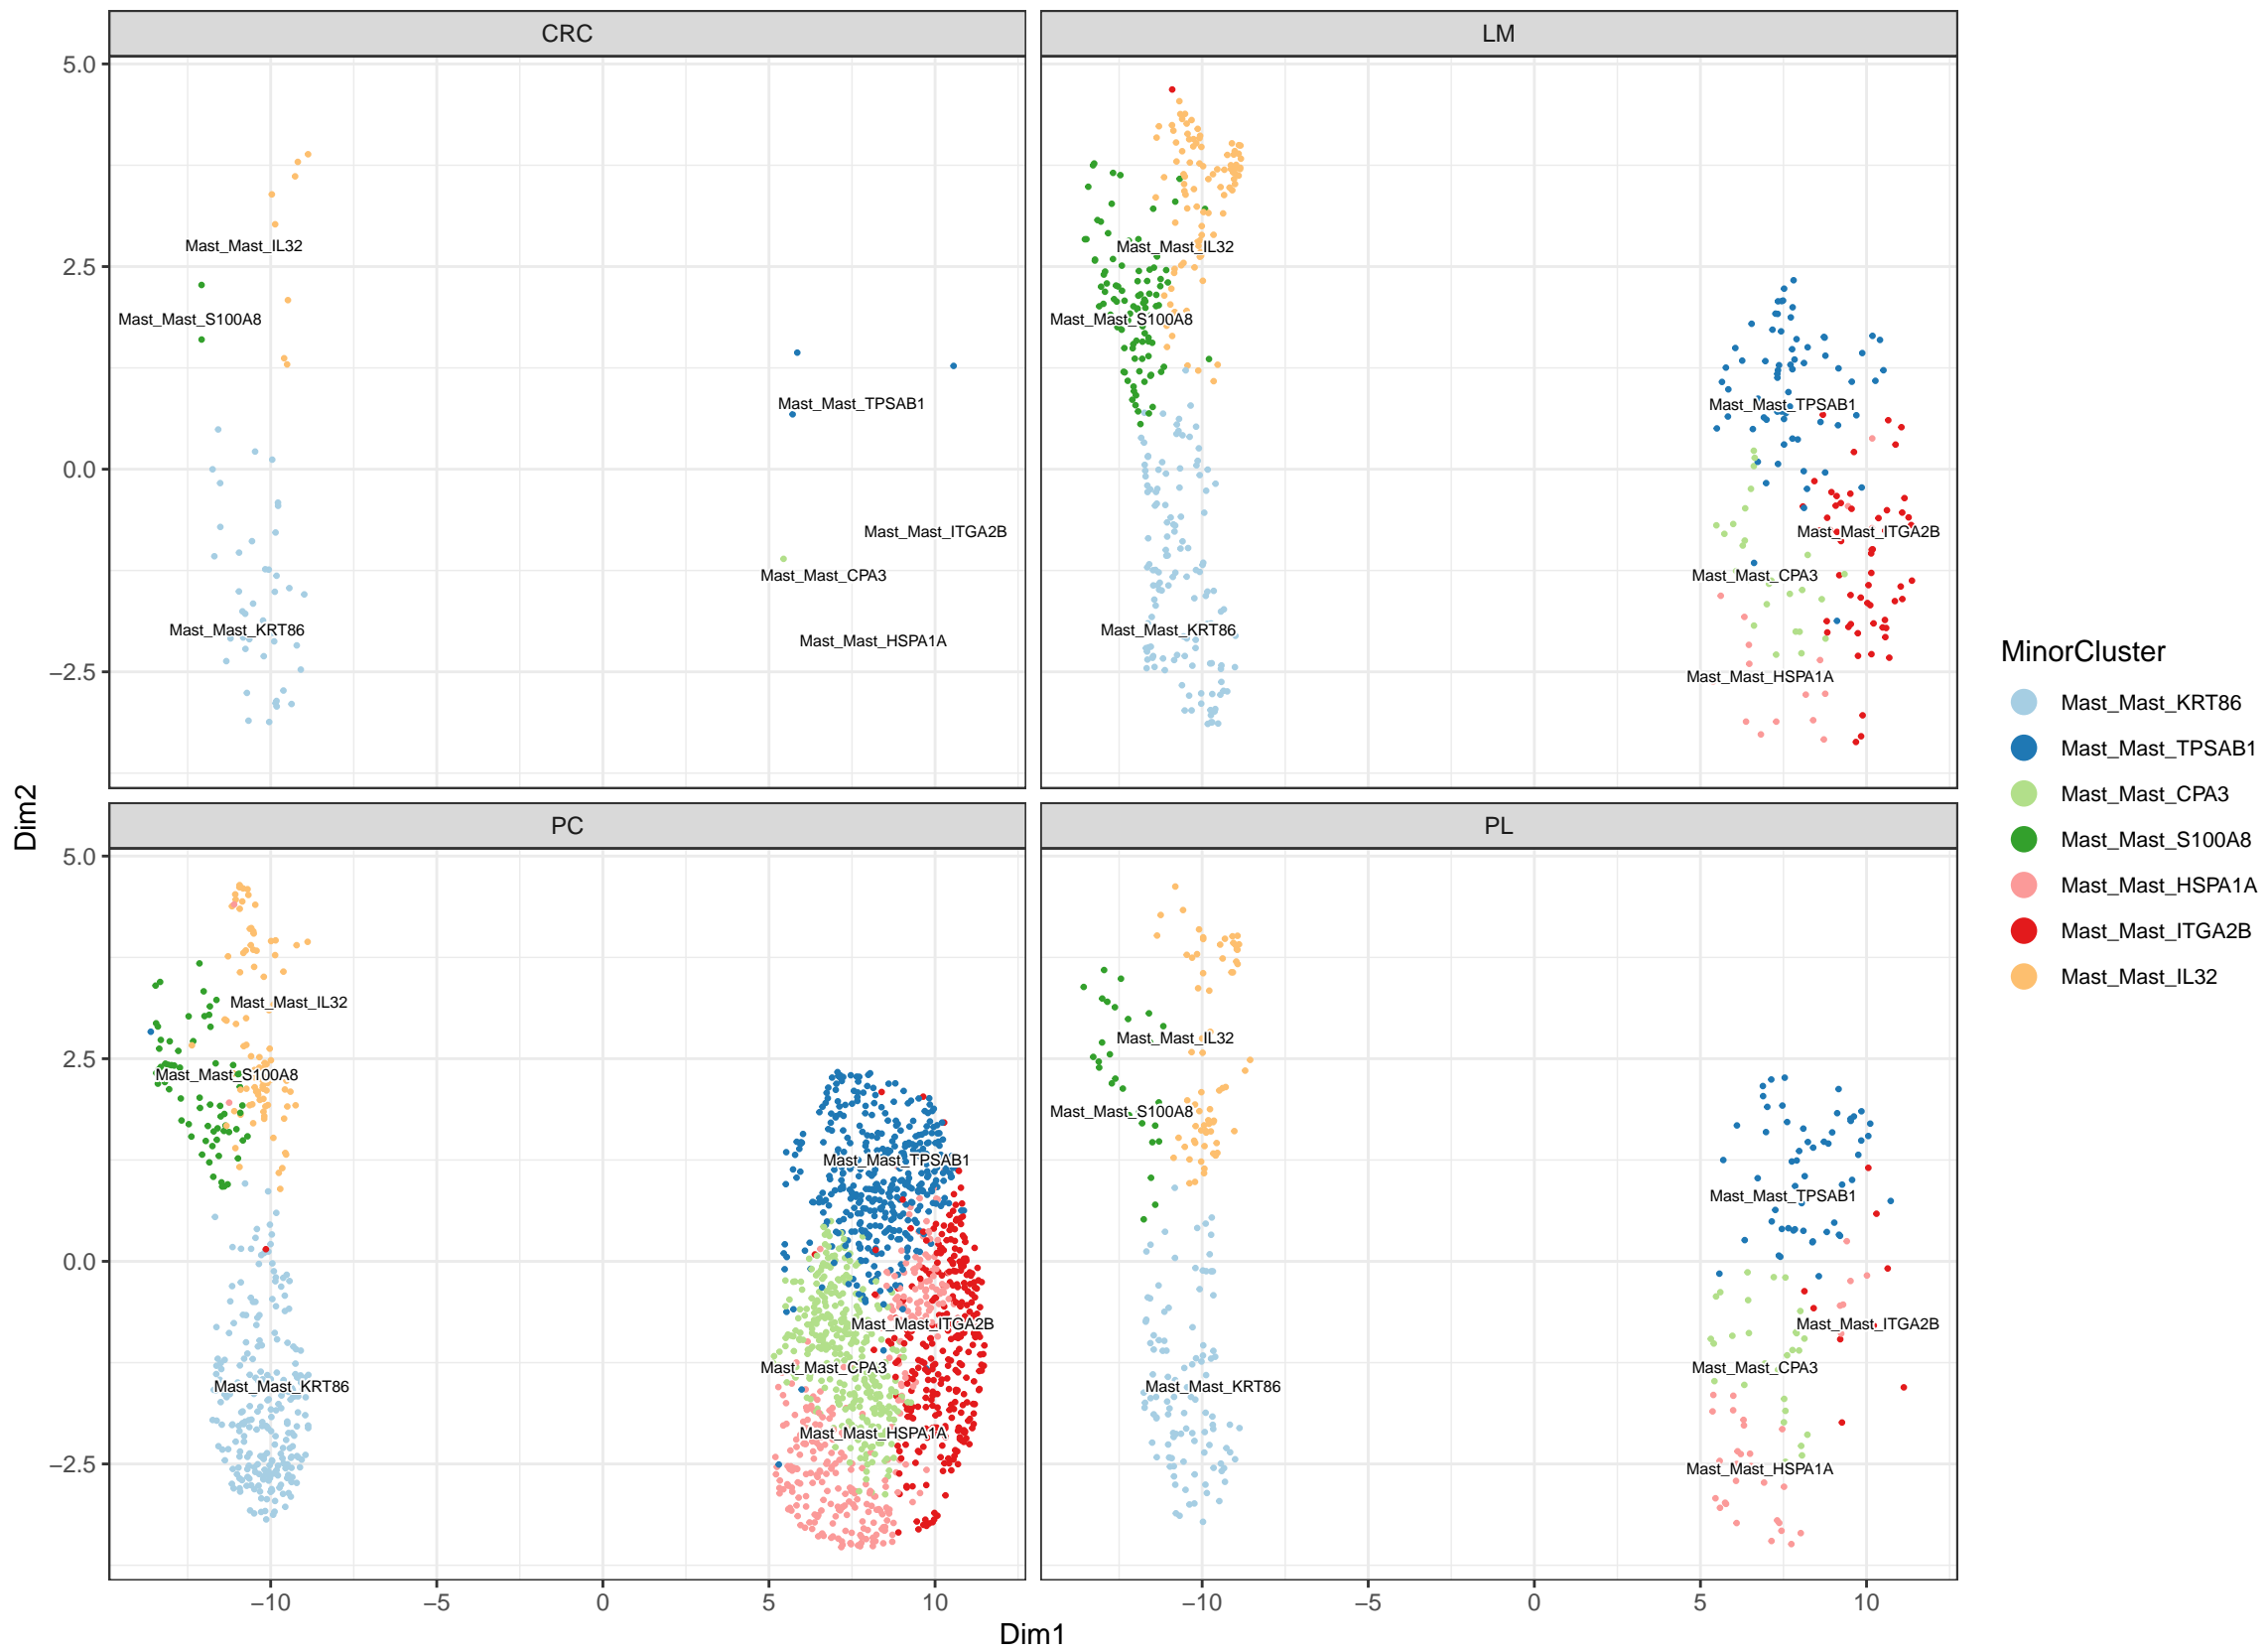 CRC
LM
5.0
2.5
0.0
−2.5
Mast_Mast_IL32
Mast_Mast_S100A8
Mast_Mast_TPSAB1
Mast_Mast_ITGA2B
Mast_Mast_CPA3
Mast_Mast_KRT86
Mast_Mast_HSPA1A
Mast_Mast_IL32
Mast_Mast_S100A8
Mast_Mast_TPSAB1
Mast_Mast_ITGA2B
Mast_Mast_CPA3
Mast_Mast_KRT86
Mast_Mast_HSPA1A
PC
PL
5.0
2.5
0.0
−2.5
Mast_Mast_IL32
Mast_Mast_S100A8
Mast_Mast_TPSAB1
Mast_Mast_ITGA2B
Mast_Mast_CPA3
Mast_Mast_KRT86
Mast_Mast_HSPA1A
Mast_Mast_IL32
Mast_Mast_S100A8
Mast_Mast_TPSAB1
Mast_Mast_ITGA2B
Mast_Mast_CPA3
Mast_Mast_KRT86
Mast_Mast_HSPA1A
−10 −5 0 5 10
−10 −5 0 5 10
Dim1
Dim2
MinorCluster
Mast_Mast_KRT86
Mast_Mast_TPSAB1
Mast_Mast_CPA3
Mast_Mast_S100A8
Mast_Mast_HSPA1A
Mast_Mast_ITGA2B
Mast_Mast_IL32